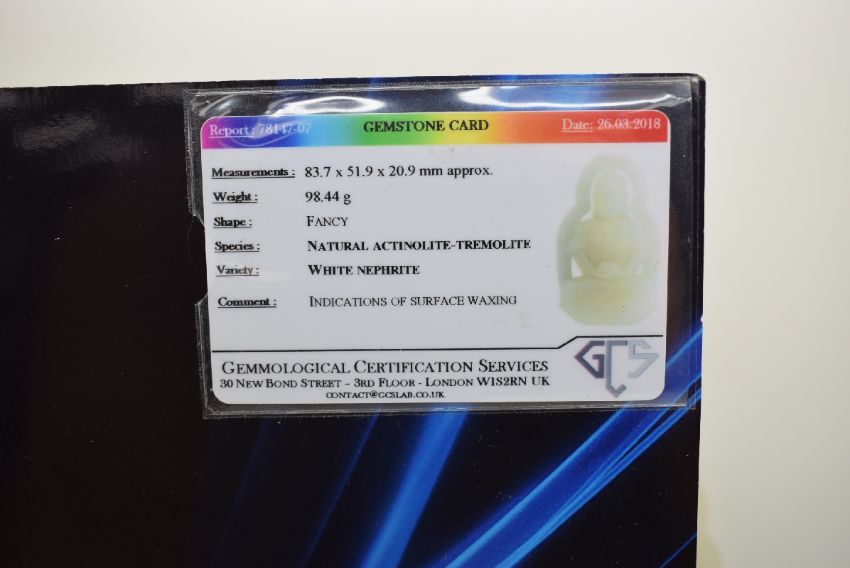 Report: 78147-07 GEMSTONE CARD Date: 26.03.2018
Measurements : 83.7 x 51.9 x 20.9 mm approx.
Weight : 98.44 g
Shape : FANCY
Species : NATURAL ACTINOLITE-TREMOLITE
Variety : WHITE NEPHRITE
Comment : INDICATIONS OF SURFACE WAXING
GCS
GEMMOLOGICAL CERTIFICATION SERVICES
30 NEW BOND STREET – 3RD FLOOR - LONDON W1S2RN UK
CONTACT@GCSLAB.CO.UK